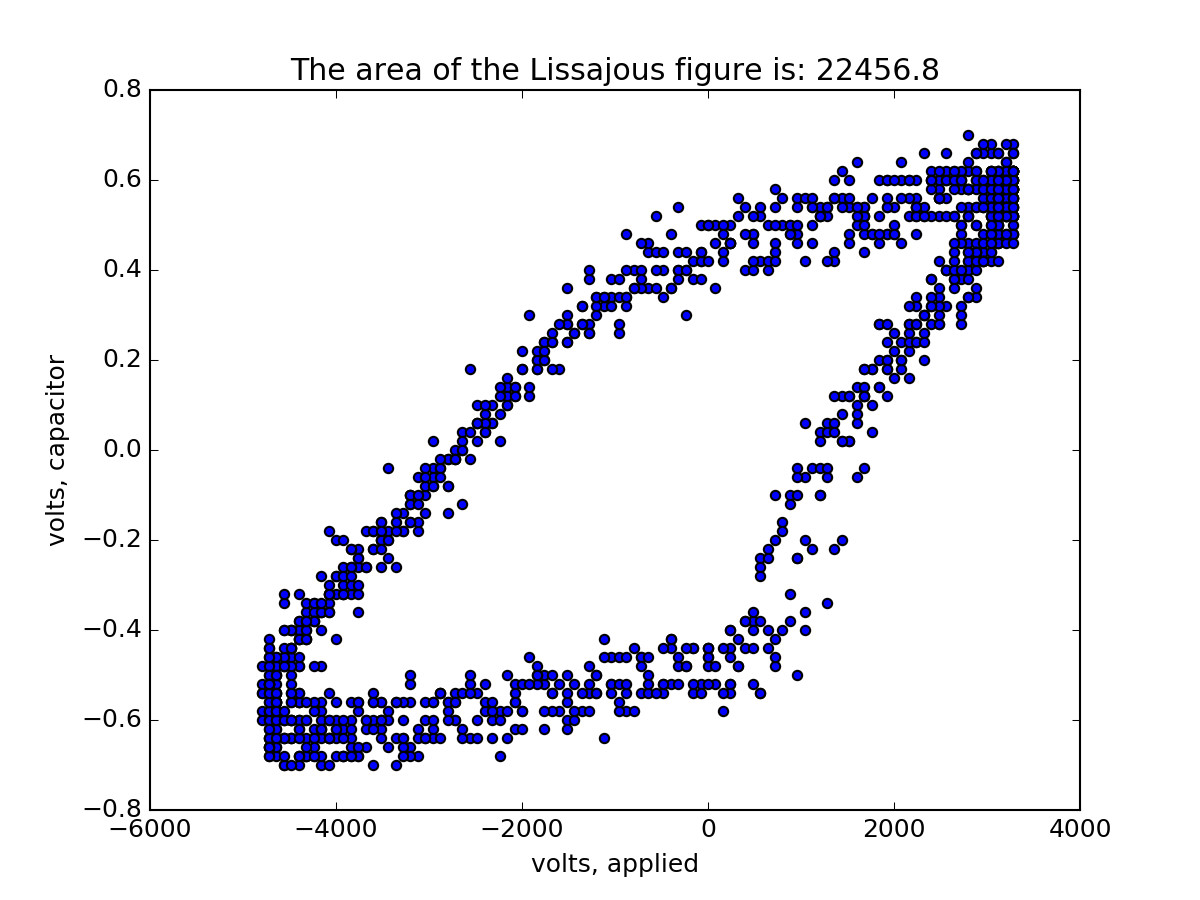 The area of the Lissajous figure is: 22456.8
0.8
0.6
0.4
0.2
0.0
−0.2
−0.4
−0.6
−0.8
volts, capacitor
−6000 −4000 −2000 0 2000 4000
volts, applied